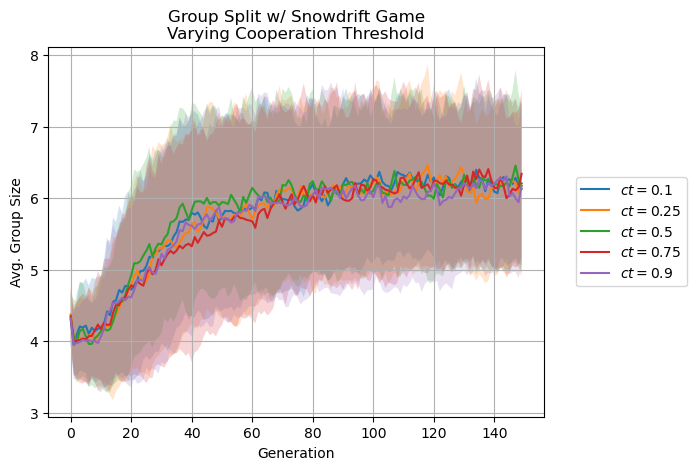 Group Split w/ Snowdrift Game
Varying Cooperation Threshold
8
7
6
5
4
3
Avg. Group Size
0 20 40 60 80 100 120 140
Generation
ct = 0.1
ct = 0.25
ct = 0.5
ct = 0.75
ct = 0.9